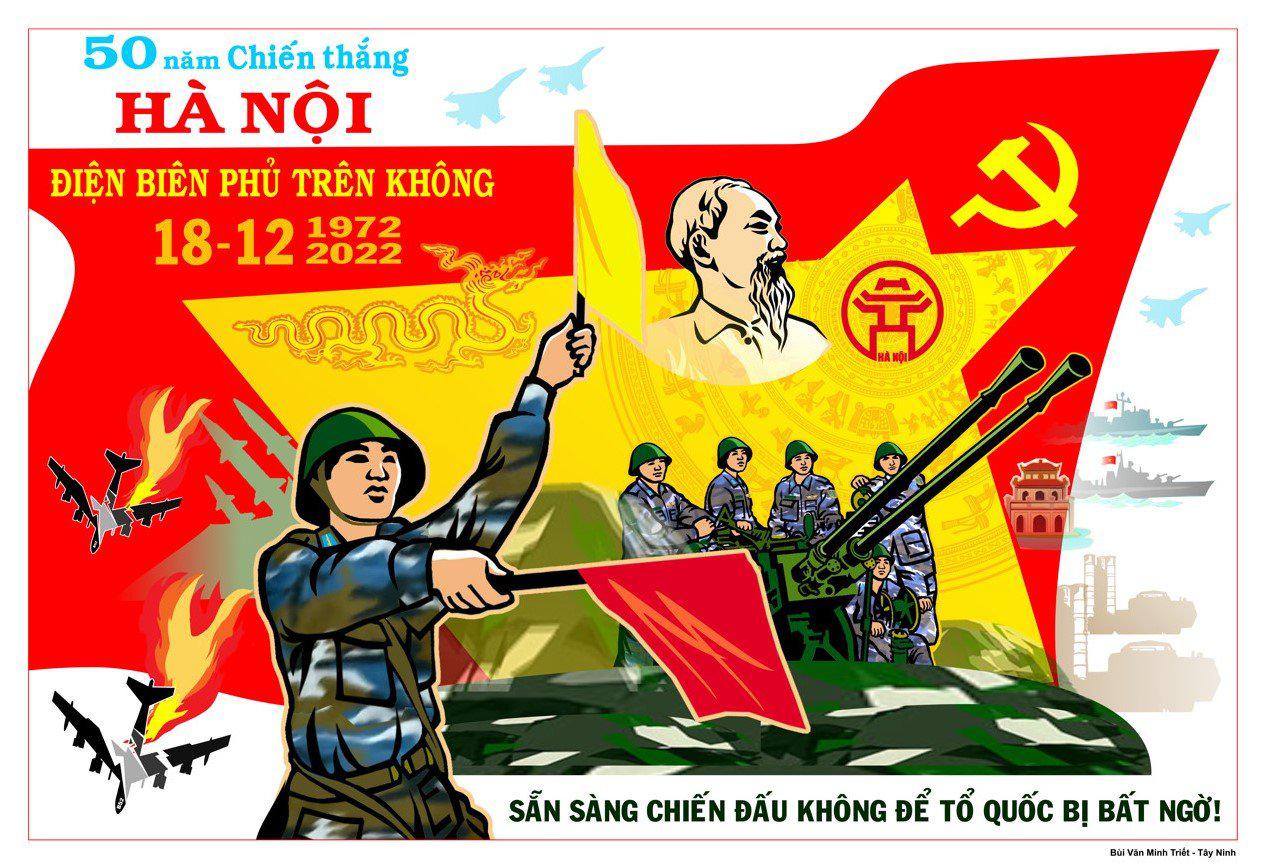 50 năm Chiến thắng
HÀ NỘI
ĐIỆN BIÊN PHỦ TRÊN KHÔNG
18-12 1972
2022
HÀ NỘI
B52
SẴN SÀNG CHIẾN ĐẤU KHÔNG ĐỂ TỔ QUỐC BỊ BẤT NGỜ!
Bùi Văn Minh Triết - Tây Ninh